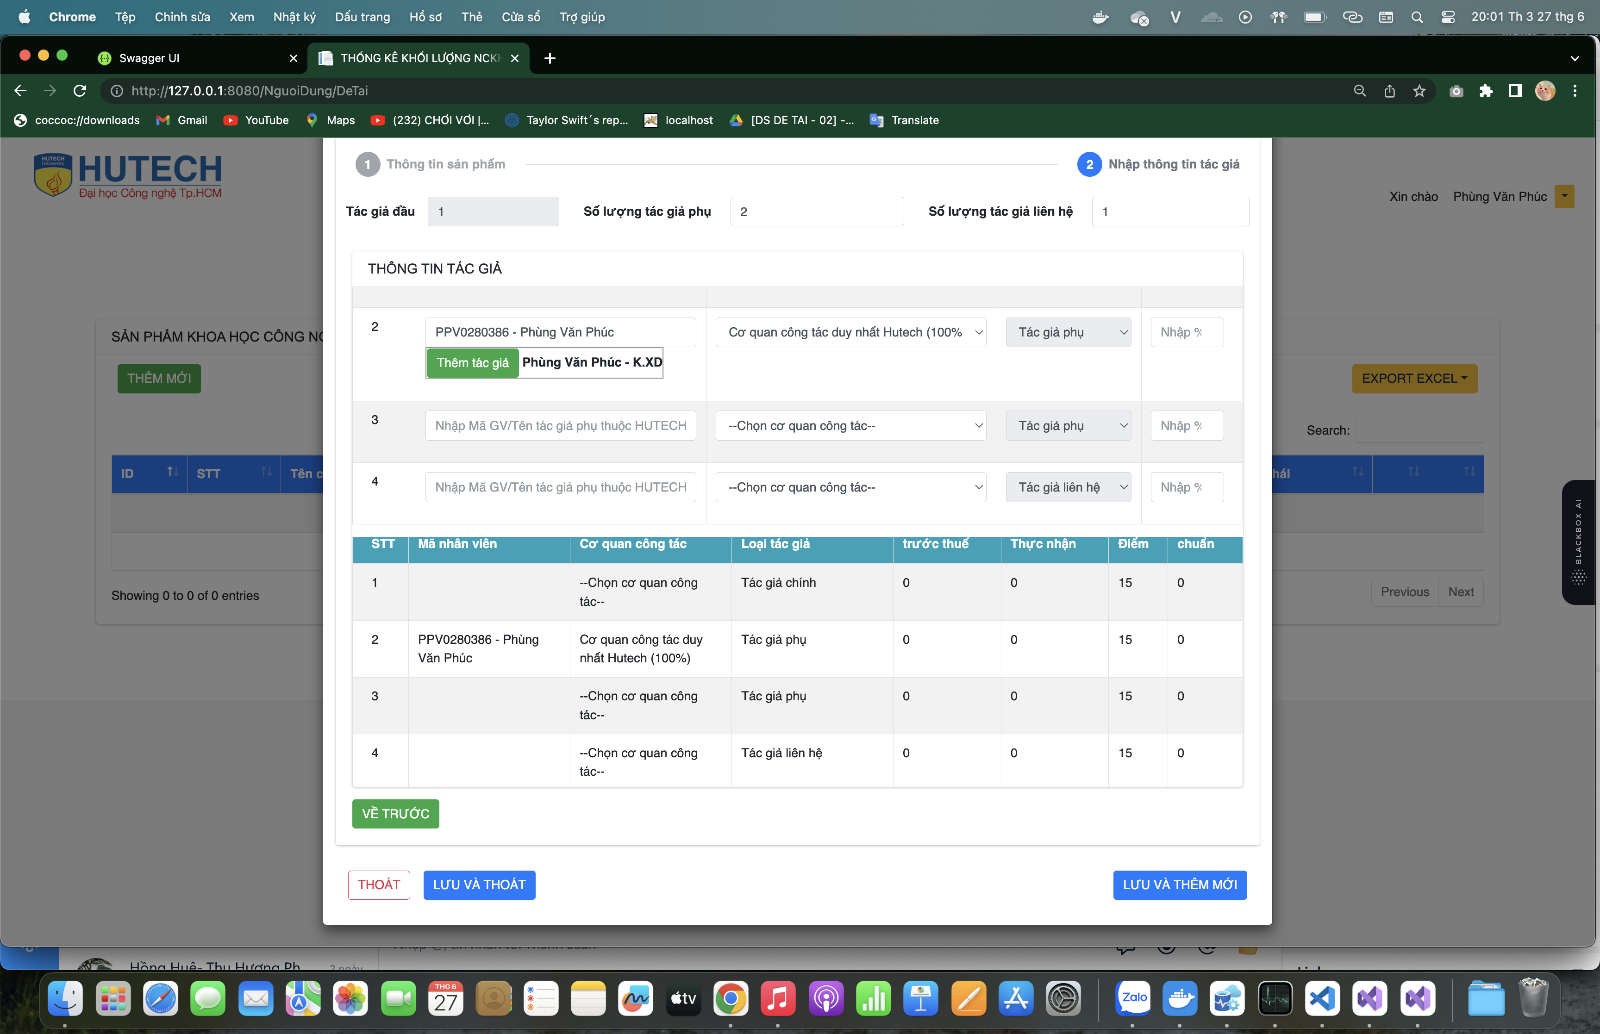 Chrome Tệp Chỉnh sửa Xem Nhật ký Dấu trang Hồ sơ Thẻ Cửa sổ Trợ giúp 20:01 Th 3 27 thg 6
Swagger UI THỐNG KÊ KHỐI LƯỢNG NCKH
http://127.0.0.1:8080/NguoiDung/DeTai
coccoc://downloads Gmail YouTube Maps (232) CHƠI VƠI |... Taylor Swift´s rep... localhost [DS DE TAI - 02] -... Translate
HUTECH
Đại học Công nghệ Tp.HCM
Xin chào Phùng Văn Phúc
1 Thông tin sản phẩm 2 Nhập thông tin tác giả
Tác giả đầu 1 Số lượng tác giả phụ 2 Số lượng tác giả liên hệ 1
THÔNG TIN TÁC GIẢ
2 PPV0280386 - Phùng Văn Phúc Cơ quan công tác duy nhất Hutech (100% Tác giả phụ Nhập %
Thêm tác giả Phùng Văn Phúc - K.XD
3 Nhập Mã GV/Tên tác giả phụ thuộc HUTECH --Chọn cơ quan công tác-- Tác giả phụ Nhập %
4 Nhập Mã GV/Tên tác giả phụ thuộc HUTECH --Chọn cơ quan công tác-- Tác giả liên hệ Nhập %
STT Mã nhân viên Cơ quan công tác Loại tác giả trước thuế Thực nhận Điểm chuẩn
1 --Chọn cơ quan công Tác giả chính 0 0 15 0
tác--
2 PPV0280386 - Phùng Cơ quan công tác duy Tác giả phụ 0 0 15 0
Văn Phúc nhất Hutech (100%)
3 --Chọn cơ quan công Tác giả phụ 0 0 15 0
tác--
4 --Chọn cơ quan công Tác giả liên hệ 0 0 15 0
tác--
VỀ TRƯỚC
THOÁT LƯU VÀ THOÁT LƯU VÀ THÊM MỚI
SẢN PHẨM KHOA HỌC CÔNG NG
THÊM MỚI EXPORT EXCEL
Search:
ID STT Tên c hái
Showing 0 to 0 of 0 entries Previous Next
BLACKBOX AI
Hồng Huệ- Thu Hương Ph 2 ngày
THG 6
27
tv
Zalo